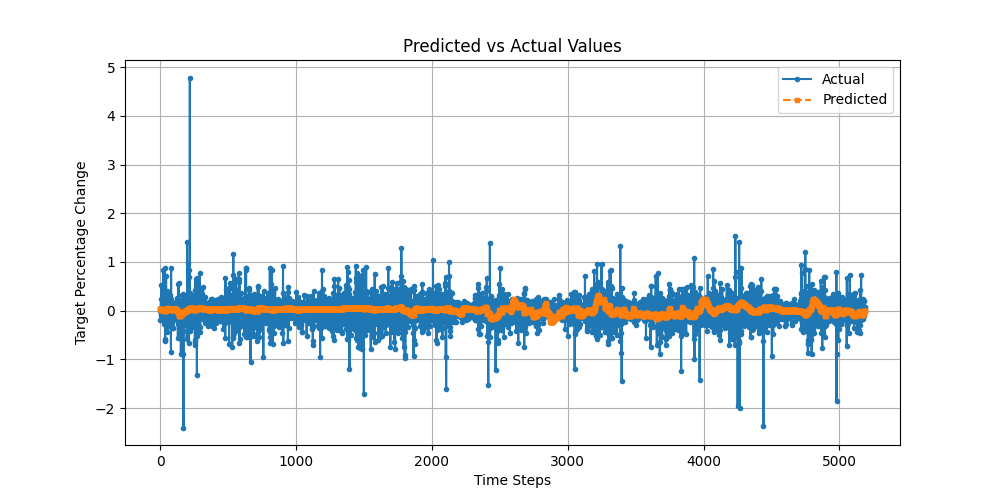 Predicted vs Actual Values
Actual
Predicted
Target Percentage Change
5
4
3
2
1
0
−1
−2
0
1000
2000
3000
4000
5000
Time Steps